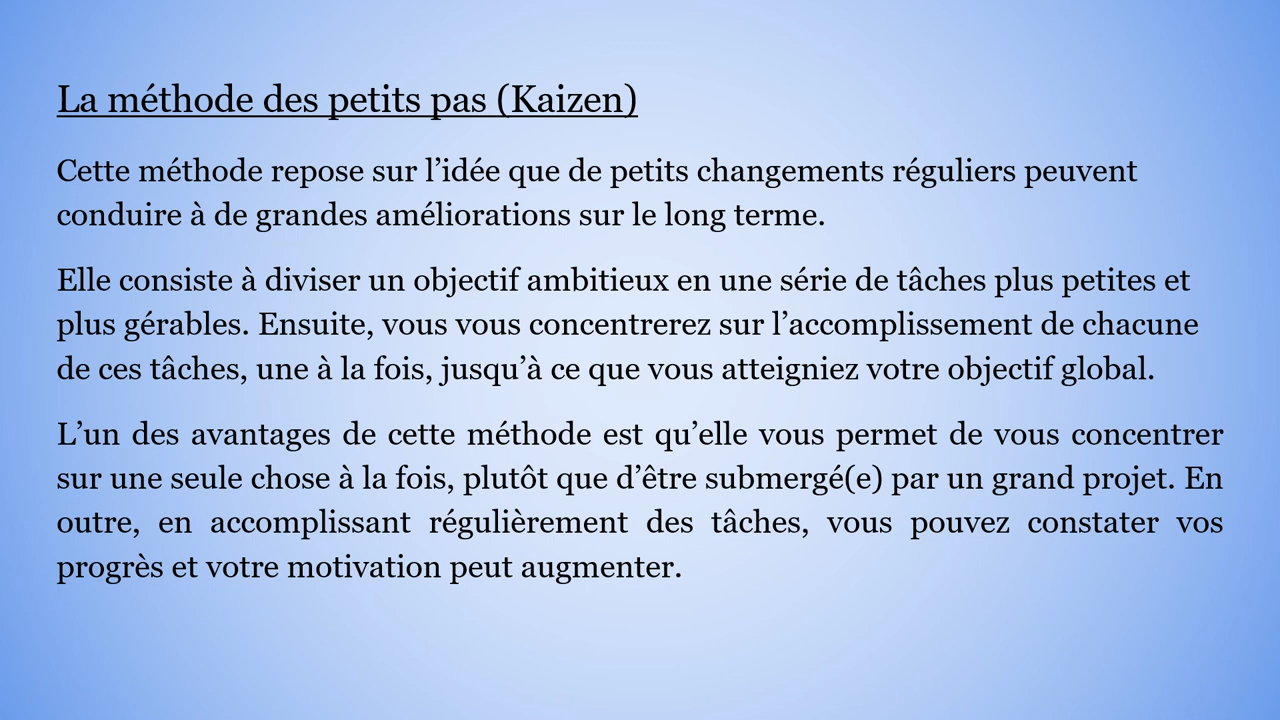 La méthode des petits pas (Kaizen)
Cette méthode repose sur l’idée que de petits changements réguliers peuvent
conduire à de grandes améliorations sur le long terme.
Elle consiste à diviser un objectif ambitieux en une série de tâches plus petites et
plus gérables. Ensuite, vous vous concentrerez sur l’accomplissement de chacune
de ces tâches, une à la fois, jusqu’à ce que vous atteigniez votre objectif global.
L’un des avantages de cette méthode est qu’elle vous permet de vous concentrer
sur une seule chose à la fois, plutôt que d’être submergé(e) par un grand projet. En
outre, en accomplissant régulièrement des tâches, vous pouvez constater vos
progrès et votre motivation peut augmenter.